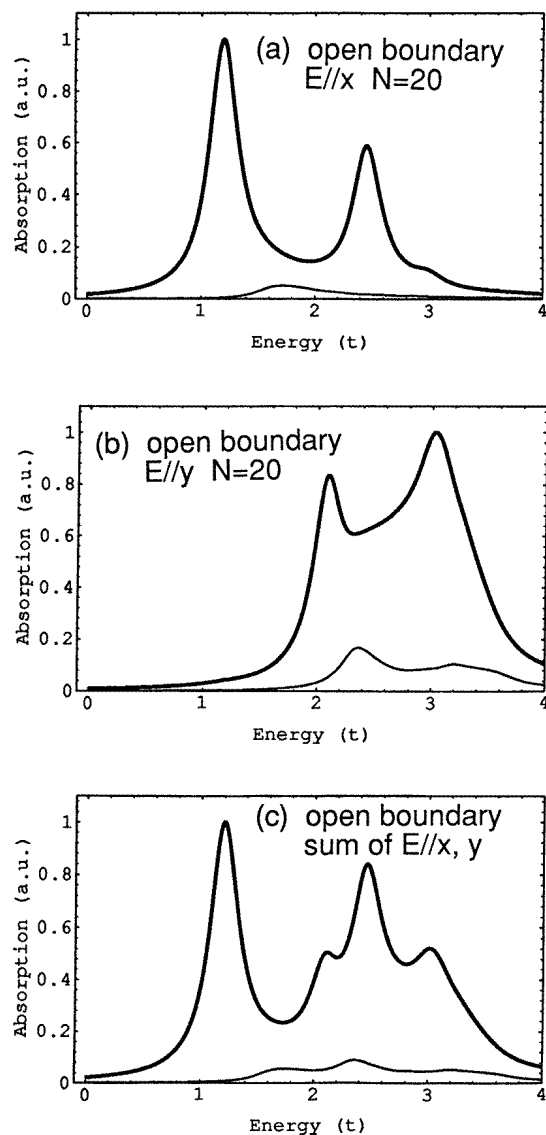 (a) open boundary
E//x N=20
Absorption (a.u.)
1
0.8
0.6
0.4
0.2
0
0 1 2 3 4
Energy (t)
(b) open boundary
E//y N=20
Absorption (a.u.)
1
0.8
0.6
0.4
0.2
0
0 1 2 3 4
Energy (t)
(c) open boundary
sum of E//x, y
Absorption (a.u.)
1
0.8
0.6
0.4
0.2
0
0 1 2 3 4
Energy (t)